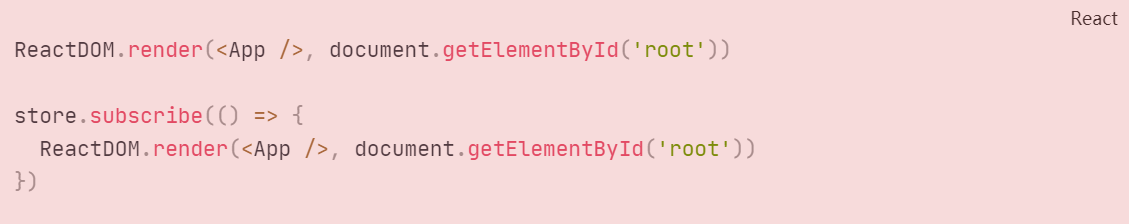 React
ReactDOM.render(<App />, document.getElementById('root'))
store.subscribe(() => {
  ReactDOM.render(<App />, document.getElementById('root'))
})